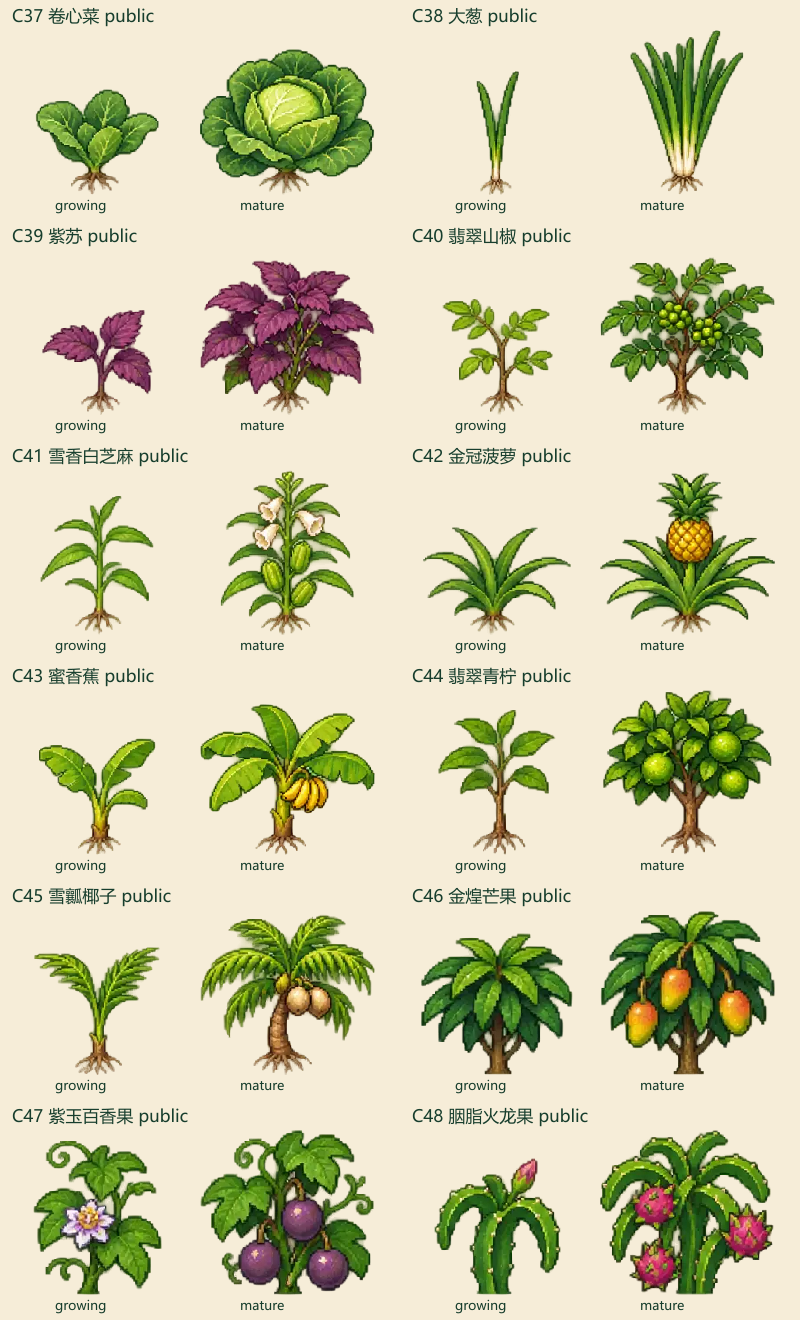 C37 卷心菜 public
C38 大葱 public
growing
mature
growing
mature
C39 紫苏 public
C40 翡翠山椒 public
growing
mature
growing
mature
C41 雪香白芝麻 public
C42 金冠菠萝 public
growing
mature
growing
mature
C43 蜜香蕉 public
C44 翡翠青柠 public
growing
mature
growing
mature
C45 雪瓤椰子 public
C46 金煌芒果 public
growing
mature
growing
mature
C47 紫玉百香果 public
C48 胭脂火龙果 public
growing
mature
growing
mature